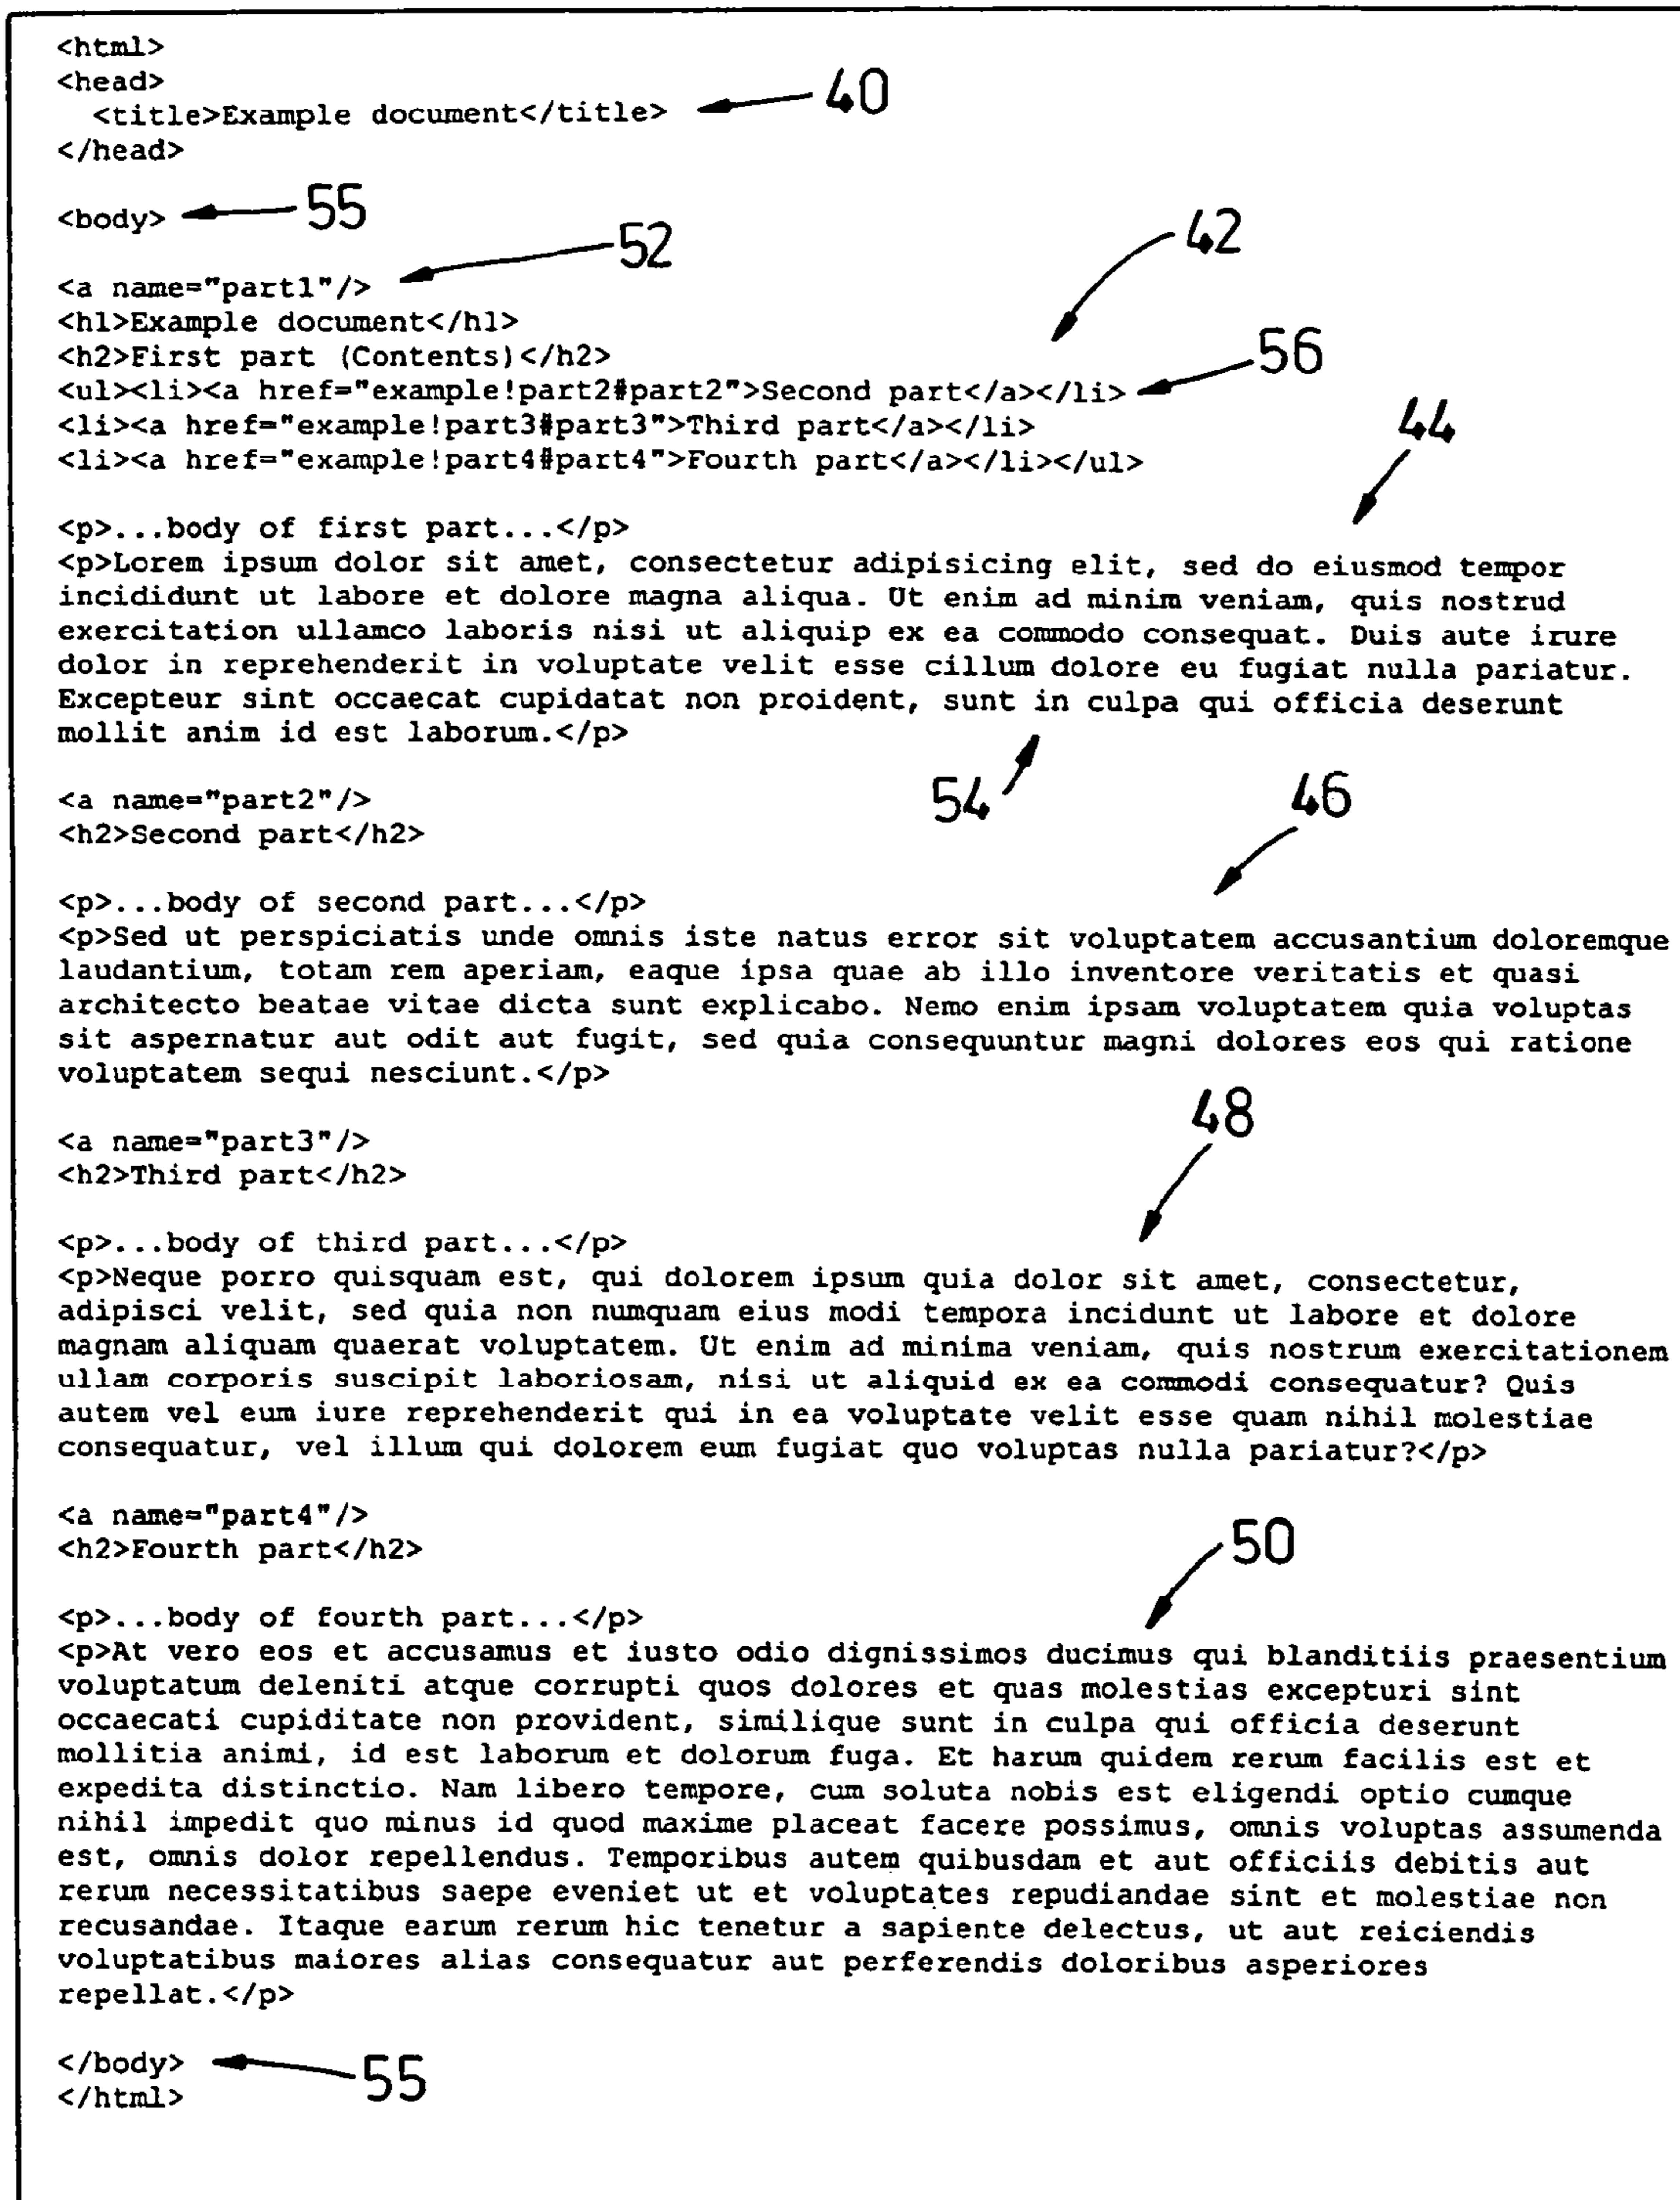 <html>
<head>
<title>Example document</title> 40
</head>
<body> 55
52
42
<a name="part1"/>
<h1>Example document</h1>
<h2>First part (Contents)</h2>
56
<ul><li><a href="example!part2#part2">Second part</a></li>
<li><a href="example!part3#part3">Third part</a></li>
44
<li><a href="example!part4#part4">Fourth part</a></li></ul>
<p>...body of first part...</p>
<p>Lorem ipsum dolor sit amet, consectetur adipisicing elit, sed do eiusmod tempor
incididunt ut labore et dolore magna aliqua. Ut enim ad minim veniam, quis nostrud
exercitation ullamco laboris nisi ut aliquip ex ea commodo consequat. Duis aute irure
dolor in reprehenderit in voluptate velit esse cillum dolore eu fugiat nulla pariatur.
Excepteur sint occaecat cupidatat non proident, sunt in culpa qui officia deserunt
mollit anim id est laborum.</p>
54
46
<a name="part2"/>
<h2>Second part</h2>
<p>...body of second part...</p>
<p>Sed ut perspiciatis unde omnis iste natus error sit voluptatem accusantium doloremque
laudantium, totam rem aperiam, eaque ipsa quae ab illo inventore veritatis et quasi
architecto beatae vitae dicta sunt explicabo. Nemo enim ipsam voluptatem quia voluptas
sit aspernatur aut odit aut fugit, sed quia consequuntur magni dolores eos qui ratione
voluptatem sequi nesciunt.</p>
48
<a name="part3"/>
<h2>Third part</h2>
<p>...body of third part...</p>
<p>Neque porro quisquam est, qui dolorem ipsum quia dolor sit amet, consectetur,
adipisci velit, sed quia non numquam eius modi tempora incidunt ut labore et dolore
magnam aliquam quaerat voluptatem. Ut enim ad minima veniam, quis nostrum exercitationem
ullam corporis suscipit laboriosam, nisi ut aliquid ex ea commodi consequatur? Quis
autem vel eum iure reprehenderit qui in ea voluptate velit esse quam nihil molestiae
consequatur, vel illum qui dolorem eum fugiat quo voluptas nulla pariatur?</p>
<a name="part4"/>
50
<h2>Fourth part</h2>
<p>...body of fourth part...</p>
<p>At vero eos et accusamus et iusto odio dignissimos ducimus qui blanditiis praesentium
voluptatum deleniti atque corrupti quos dolores et quas molestias excepturi sint
occaecati cupiditate non provident, similique sunt in culpa qui officia deserunt
mollitia animi, id est laborum et dolorum fuga. Et harum quidem rerum facilis est et
expedita distinctio. Nam libero tempore, cum soluta nobis est eligendi optio cumque
nihil impedit quo minus id quod maxime placeat facere possimus, omnis voluptas assumenda
est, omnis dolor repellendus. Temporibus autem quibusdam et aut officiis debitis aut
rerum necessitatibus saepe eveniet ut et voluptates repudiandae sint et molestiae non
recusandae. Itaque earum rerum hic tenetur a sapiente delectus, ut aut reiciendis
voluptatibus maiores alias consequatur aut perferendis doloribus asperiores
repellat.</p>
</body> 55
</html>